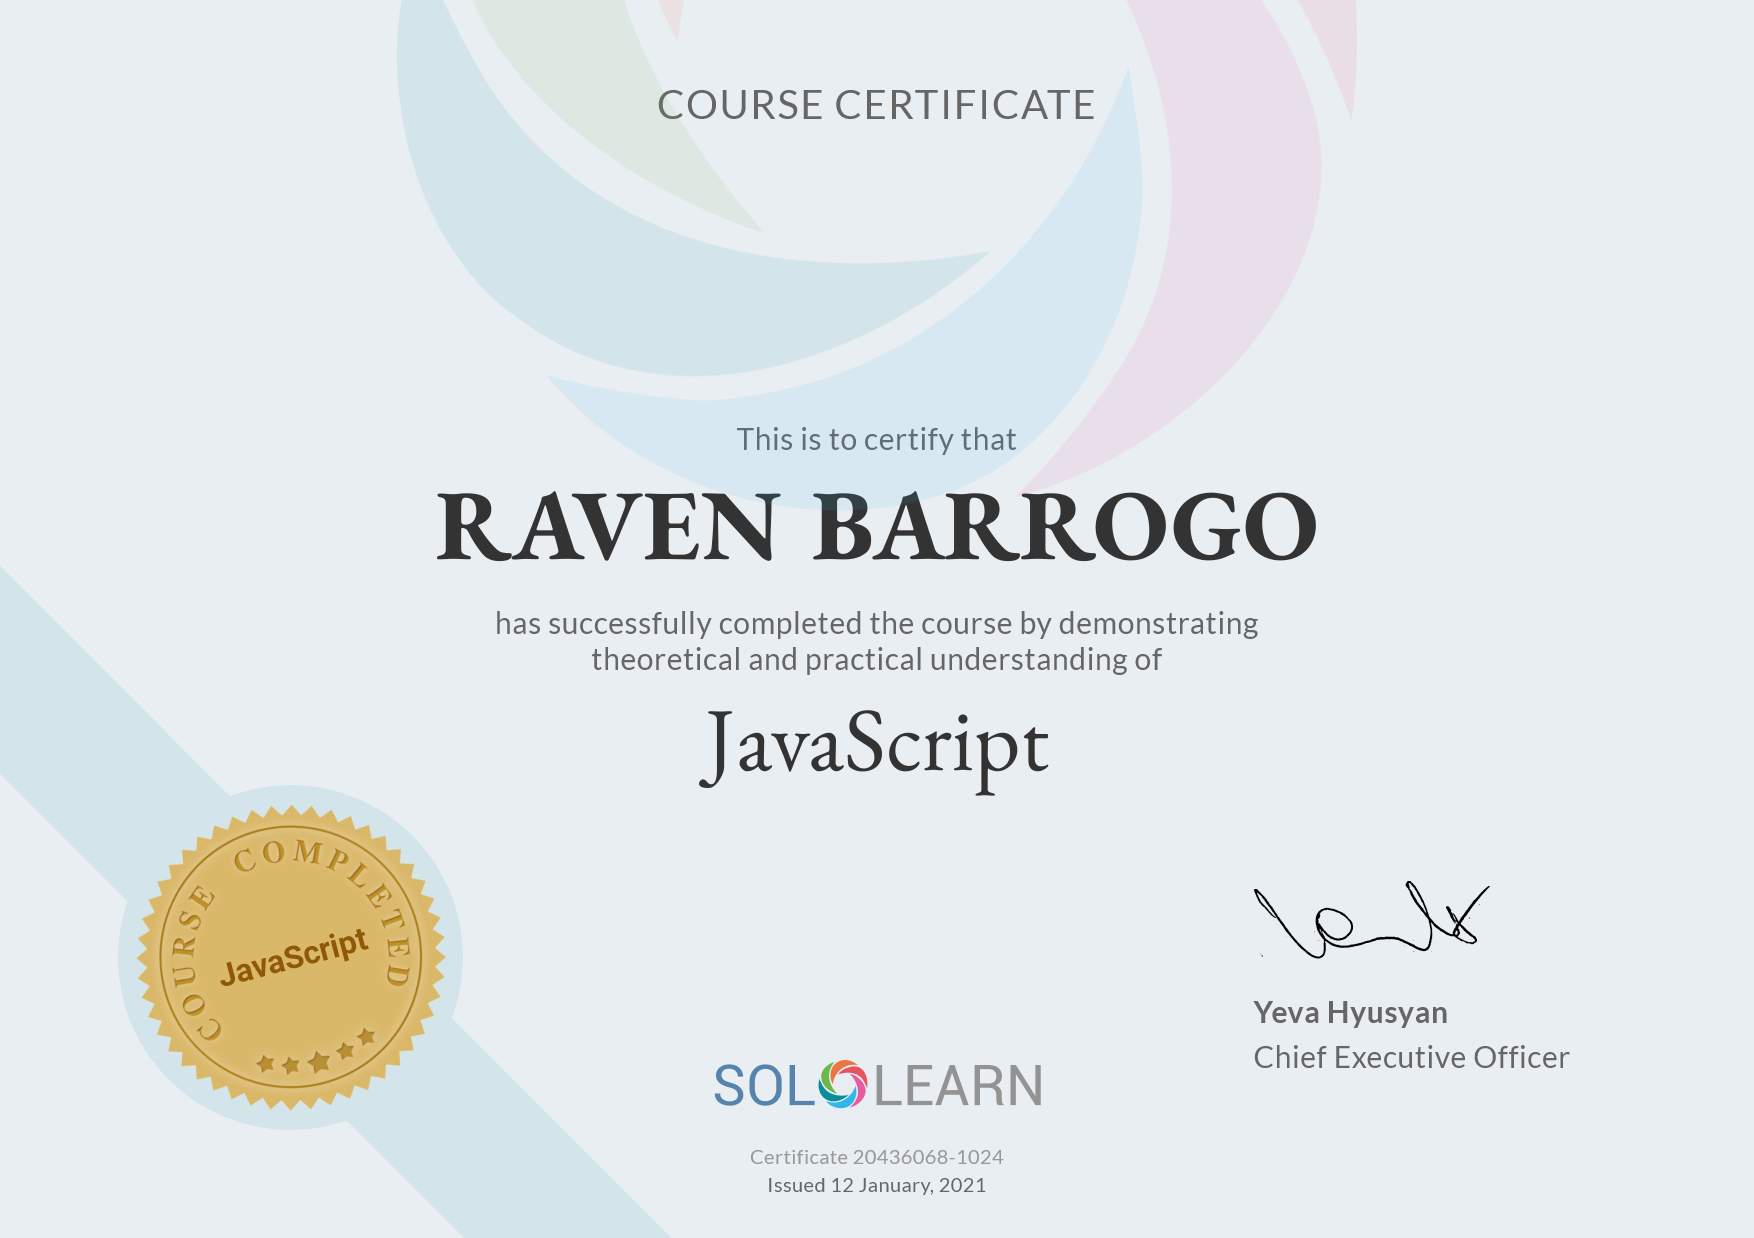 COURSE CERTIFICATE
This is to certify that
RAVEN BARROGO
has successfully completed the course by demonstrating
theoretical and practical understanding of
JavaScript
COURSE COMPLETED
JavaScript
Yeva Hyusyan
Chief Executive Officer
SOLOLEARN
Certificate 20436068-1024
Issued 12 January, 2021